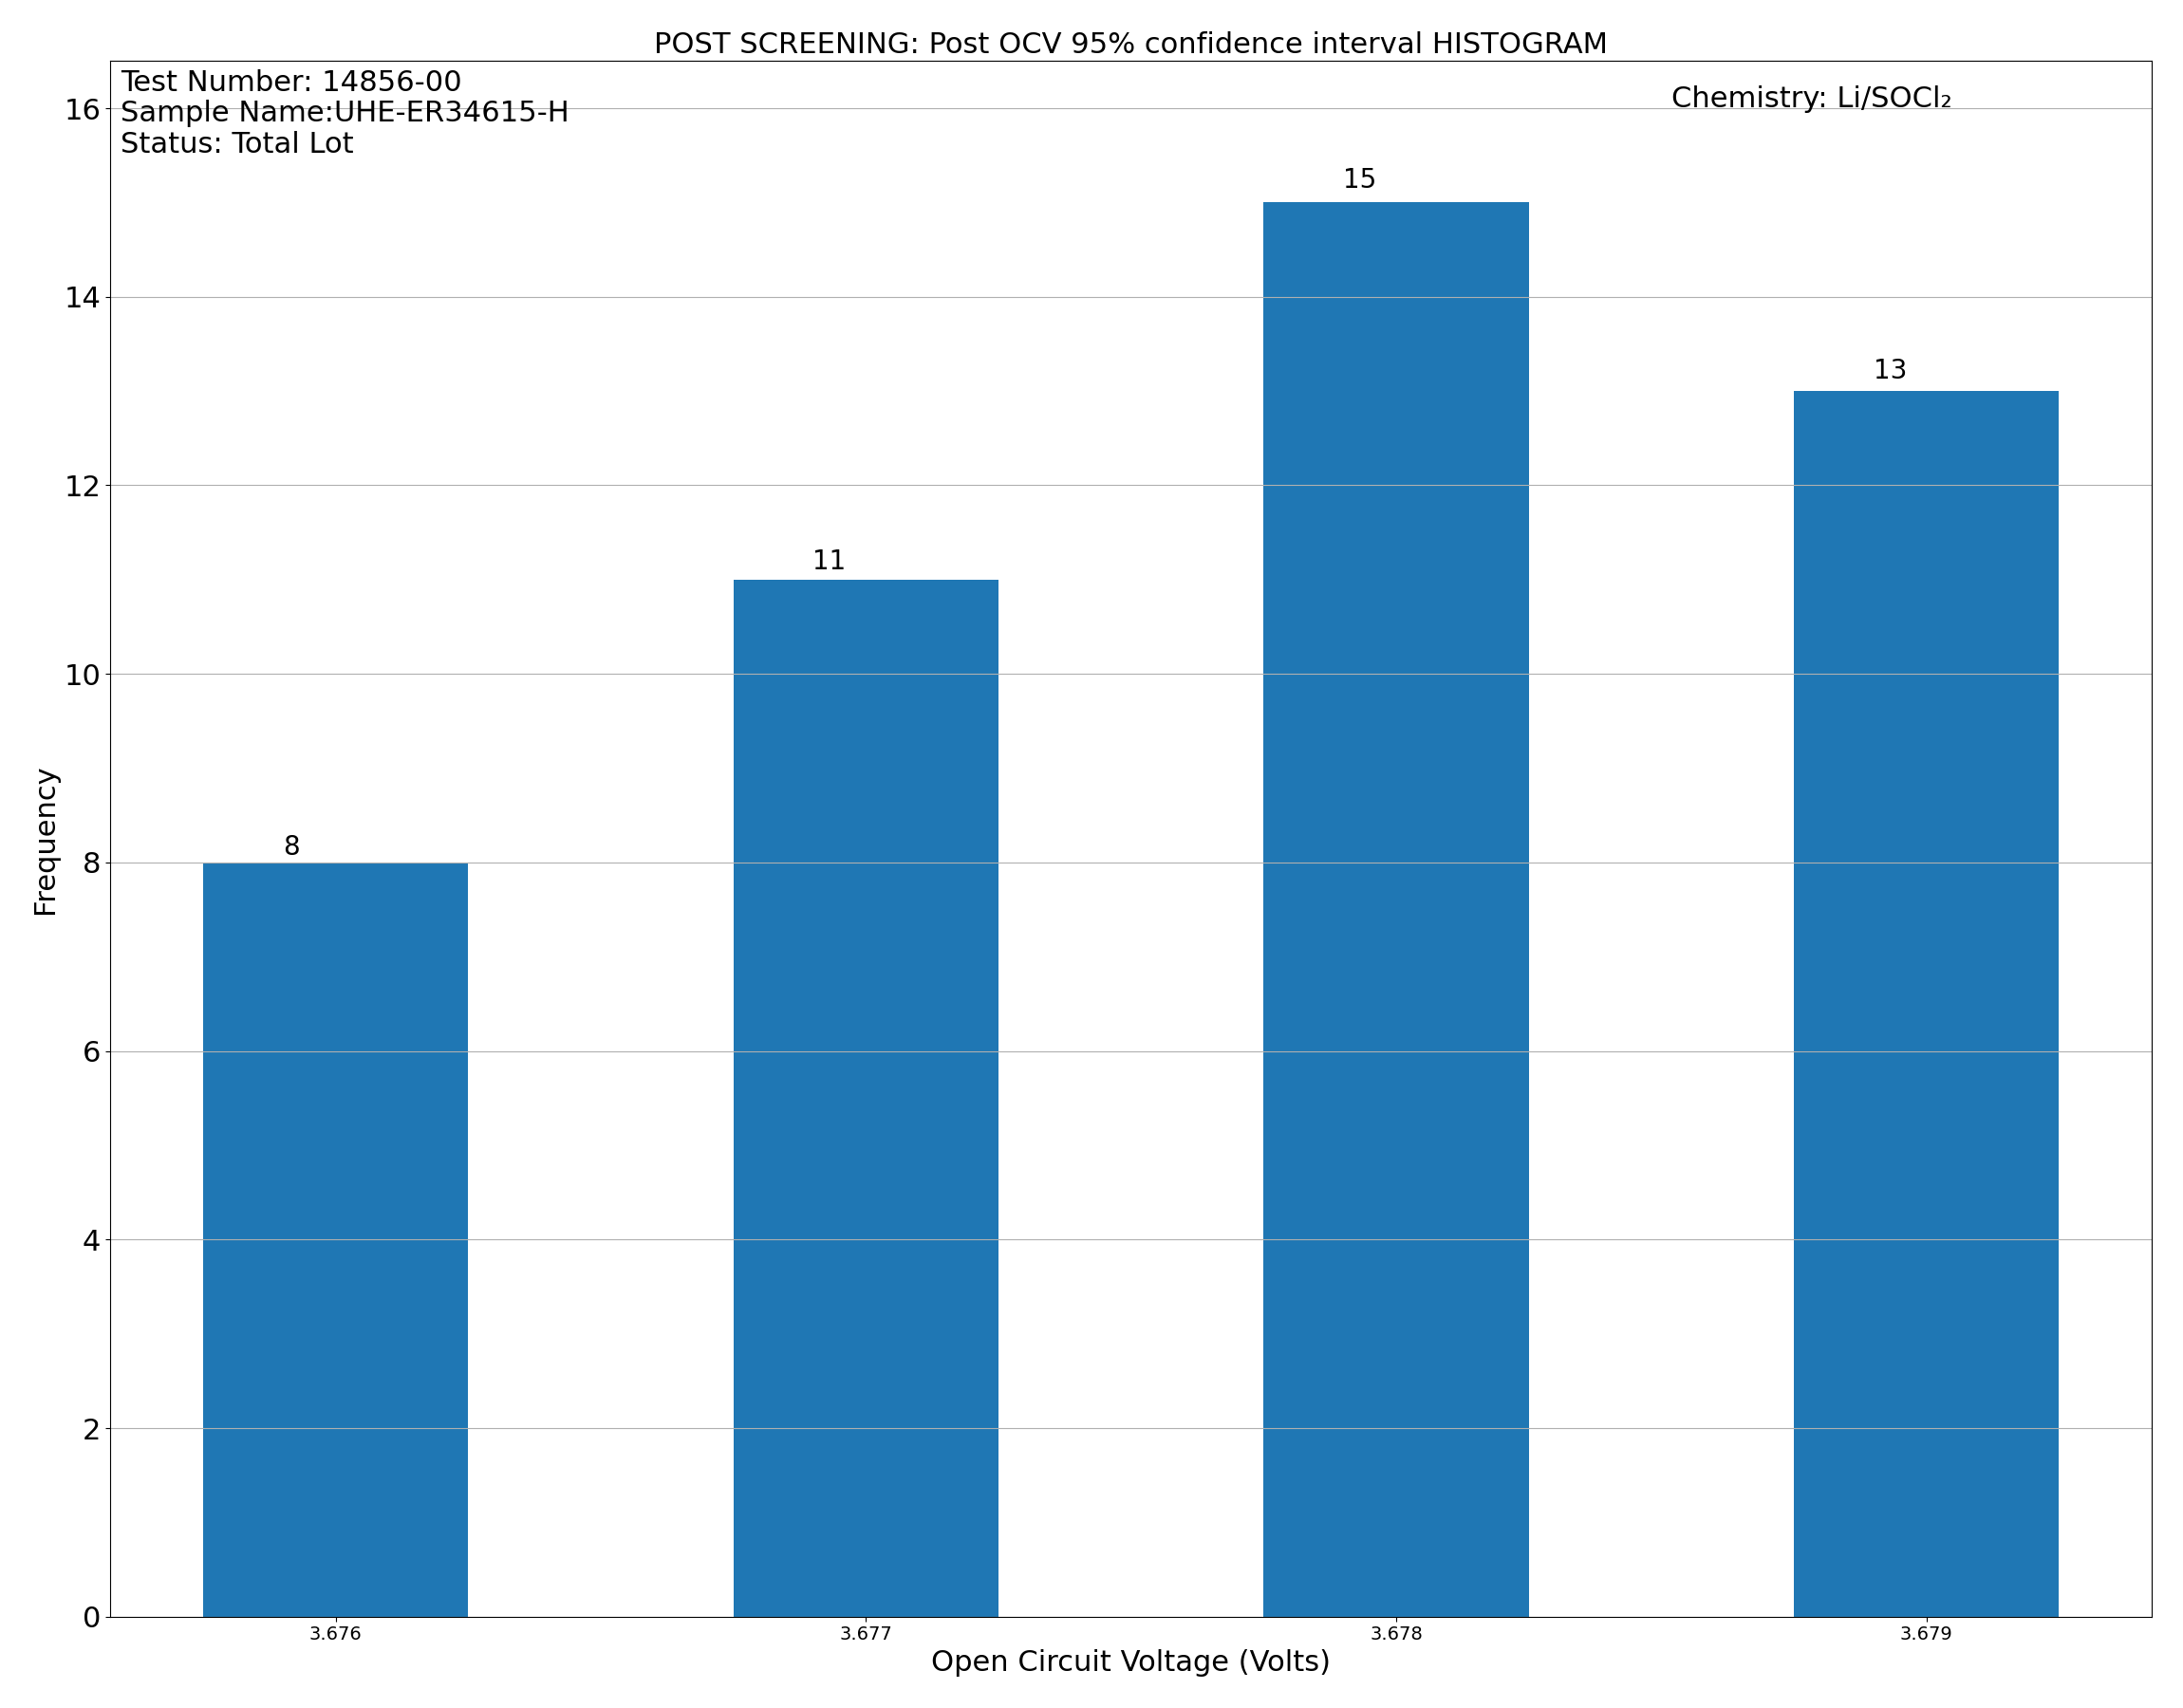 POST SCREENING: Post OCV 95% confidence interval HISTOGRAM
Test Number: 14856-00
Sample Name:UHE-ER34615-H
Status: Total Lot
Chemistry: Li/SOCl₂
16
14
12
10
8
6
4
2
0
Frequency
8
11
15
13
3.676
3.677
3.678
3.679
Open Circuit Voltage (Volts)